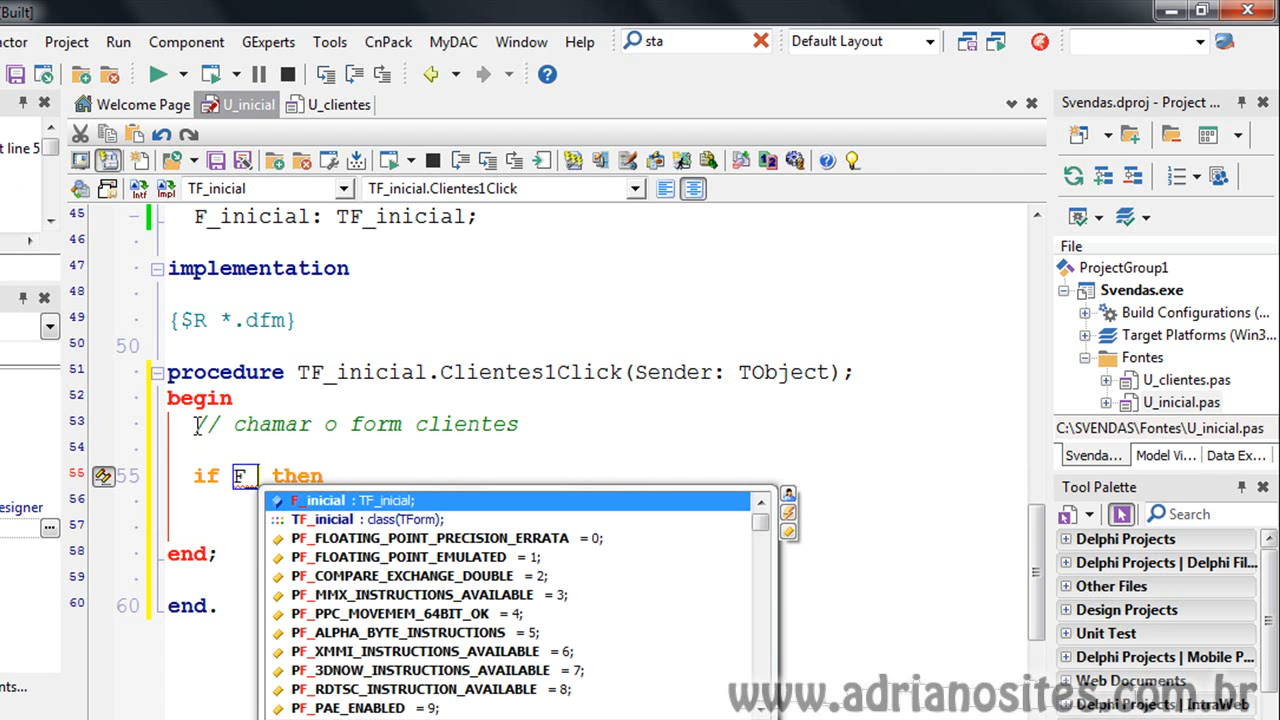 [Built]
actor Project Run Component GExperts Tools CnPack MyDAC Window Help sta Default Layout
Welcome Page U_inicial U_clientes
Svendas.dproj - Project ...
t line 5
TF_inicial TF_inicial.Clientes1Click
45 F_inicial: TF_inicial;
46
47 implementation
48
49 {$R *.dfm}
50 50
51 procedure TF_inicial.Clientes1Click(Sender: TObject);
52 begin
53 // chamar o form clientes
54
55 55 if F_ then
56
57
58 end;
59
60 60 end.
F_inicial : TF_inicial;
TF_inicial : class(TForm);
PF_FLOATING_POINT_PRECISION_ERRATA = 0;
PF_FLOATING_POINT_EMULATED = 1;
PF_COMPARE_EXCHANGE_DOUBLE = 2;
PF_MMX_INSTRUCTIONS_AVAILABLE = 3;
PF_PPC_MOVEMEM_64BIT_OK = 4;
PF_ALPHA_BYTE_INSTRUCTIONS = 5;
PF_XMMI_INSTRUCTIONS_AVAILABLE = 6;
PF_3DNOW_INSTRUCTIONS_AVAILABLE = 7;
PF_RDTSC_INSTRUCTION_AVAILABLE = 8;
PF_PAE_ENABLED = 9;
esigner
nents...
File
ProjectGroup1
Svendas.exe
Build Configurations (...
Target Platforms (Win3...
Fontes
U_clientes.pas
U_inicial.pas
C:\SVENDAS\Fontes\U_inicial.pas
Svenda... Model Vi... Data Ex...
Tool Palette
Search
Delphi Projects
Delphi Projects | Delphi Fil...
Other Files
Design Projects
Unit Test
Delphi Projects | Mobile P...
Web Documents
Delphi Projects | IntraWeb
www.adrianosites.com.br